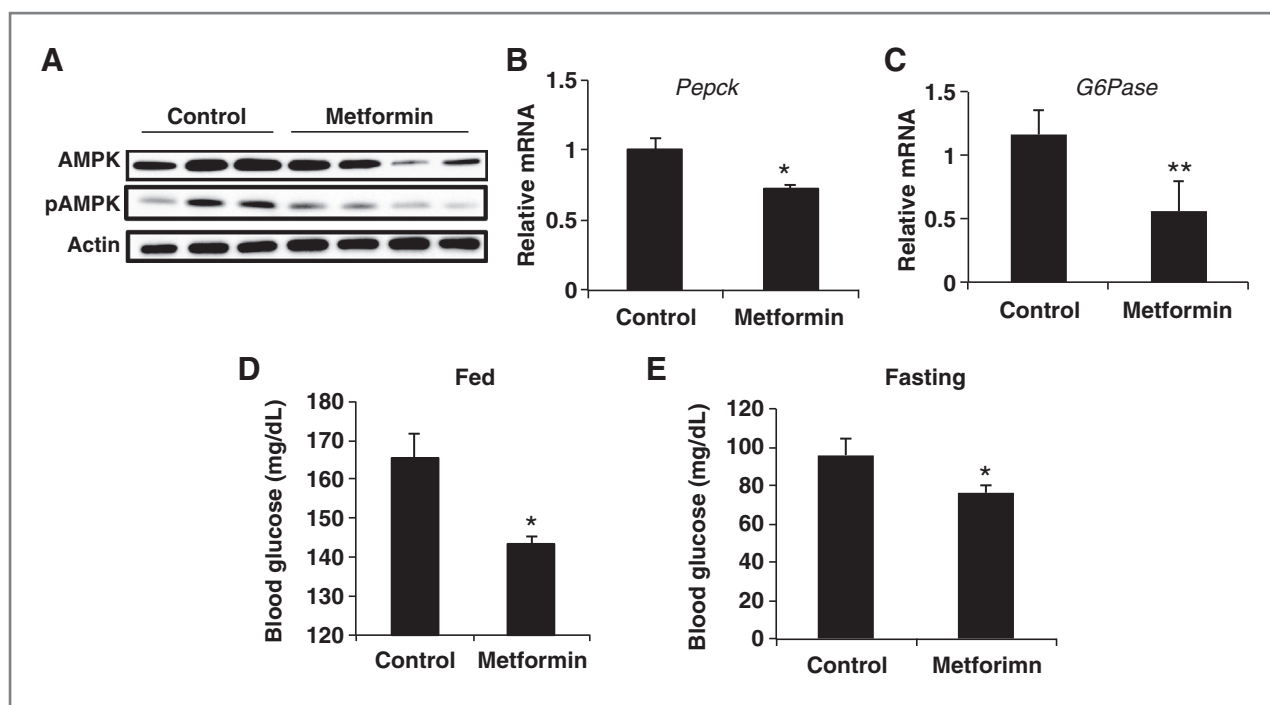 A
Control Metformin
AMPK
pAMPK
Actin
B
Pepck
Relative mRNA
1.5
1
0.5
0
*
Control Metformin
C
G6Pase
Relative mRNA
1.5
1
0.5
0
**
Control Metformin
D
Fed
Blood glucose (mg/dL)
180
170
160
150
140
130
120
*
Control Metformin
E
Fasting
Blood glucose (mg/dL)
120
100
80
60
40
20
0
*
Control Metforimn